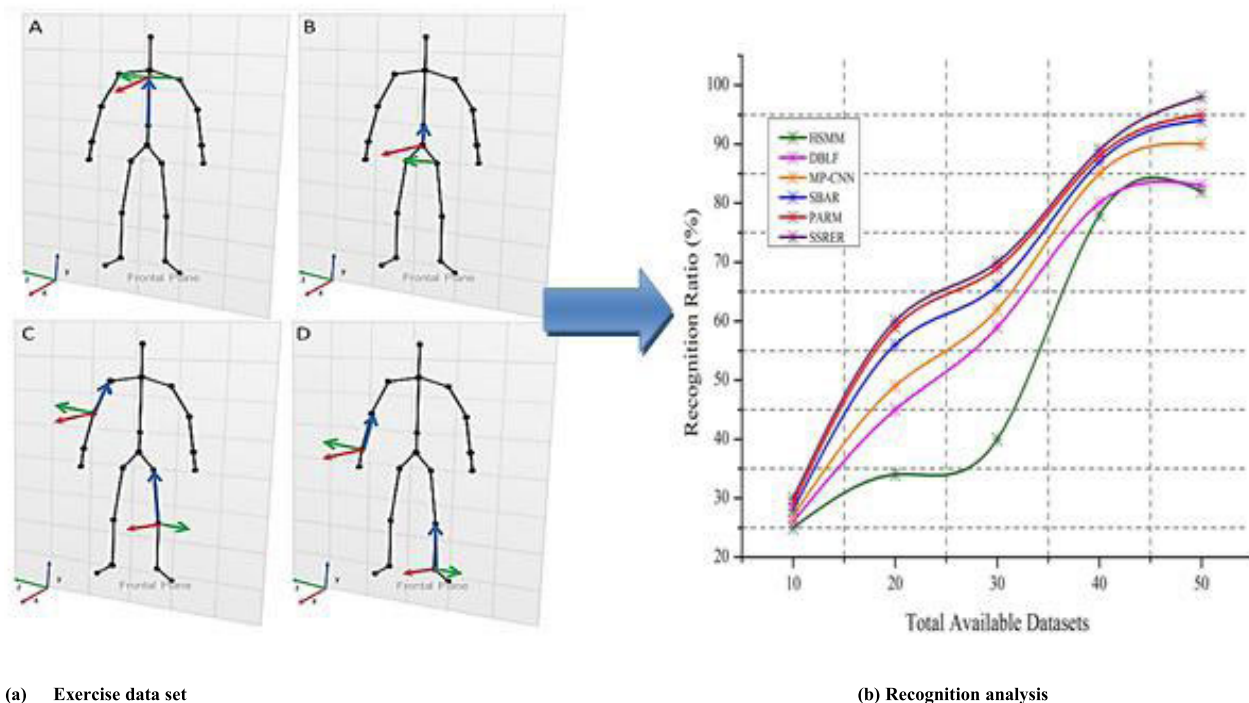 A
B
Frontal Plane
Frontal Plane
C
D
Frontal Plane
Frontal Plane
Recognition Ratio (%)
100
90
80
70
60
50
40
30
20
HSMM
DBLF
MP-CNN
SBAR
PARM
SSRER
10 20 30 40 50
Total Available Datasets
(a) Exercise data set
(b) Recognition analysis